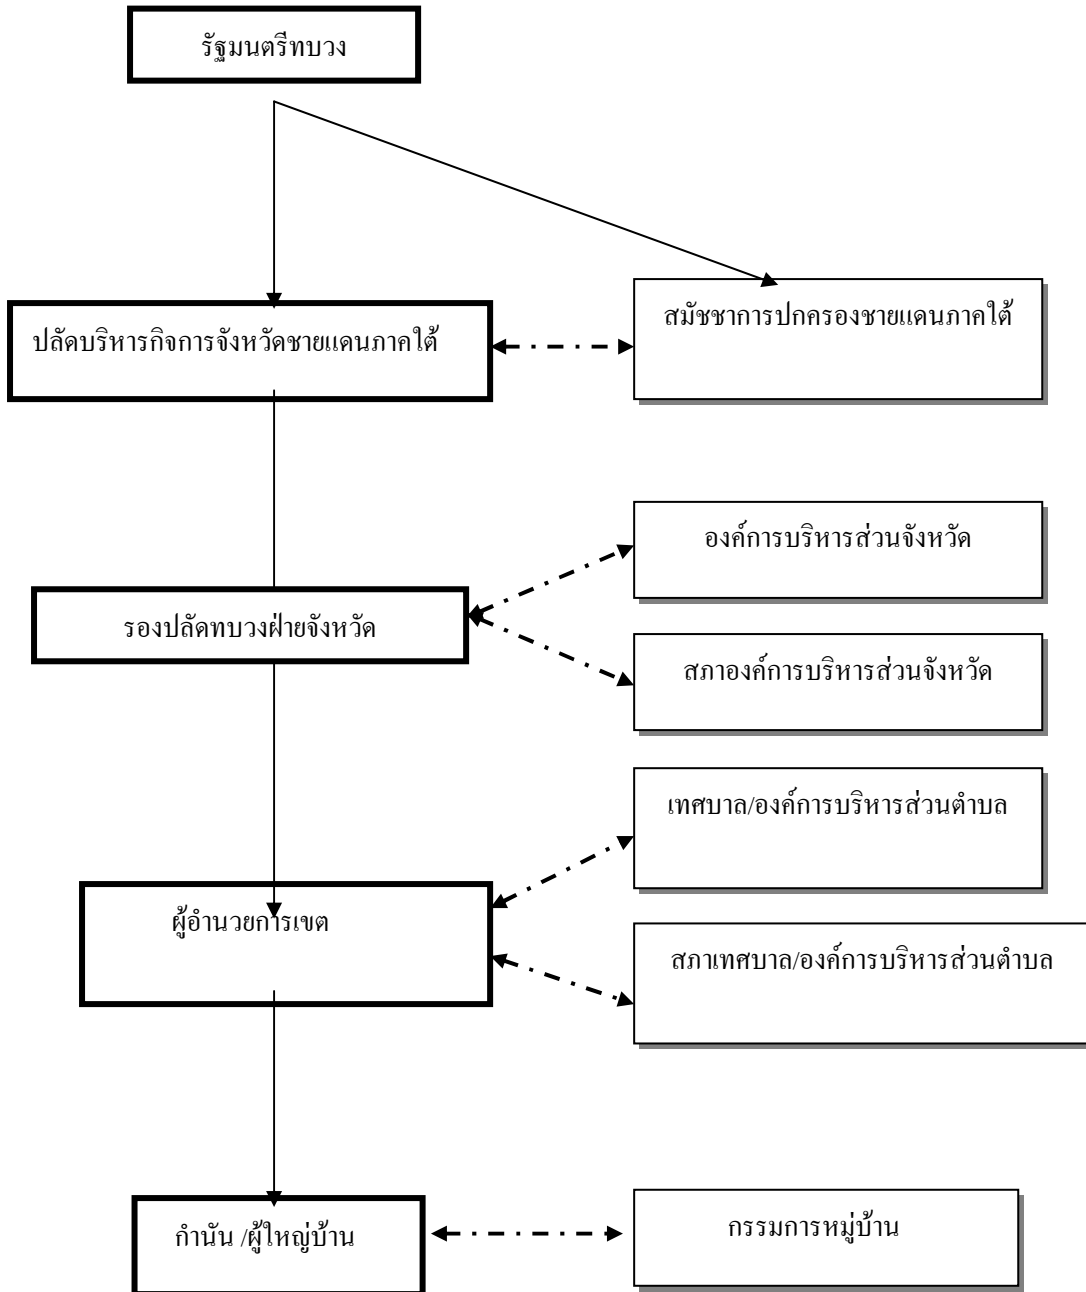 รัฐมนตรีทบวง
ปลัดบริหารกิจการจังหวัดชายแดนภาคใต้
สมัชชาการปกครองชายแดนภาคใต้
องค์การบริหารส่วนจังหวัด
รองปลัดทบวงฝ่ายจังหวัด
สภาองค์การบริหารส่วนจังหวัด
เทศบาล/องค์การบริหารส่วนตำบล
ผู้อำนวยการเขต
สภาเทศบาล/องค์การบริหารส่วนตำบล
กำนัน /ผู้ใหญ่บ้าน
กรรมการหมู่บ้าน